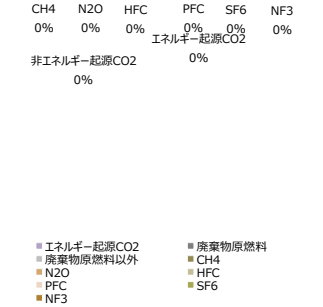 CH4 N2O HFC PFC SF6 NF3
0% 0% 0% 0% 0% 0%
エネルギー起源CO2
0%
非エネルギー起源CO2
0%
エネルギー起源CO2 廃棄物原燃料
廃棄物原燃料以外 CH4
N2O HFC
PFC SF6
NF3